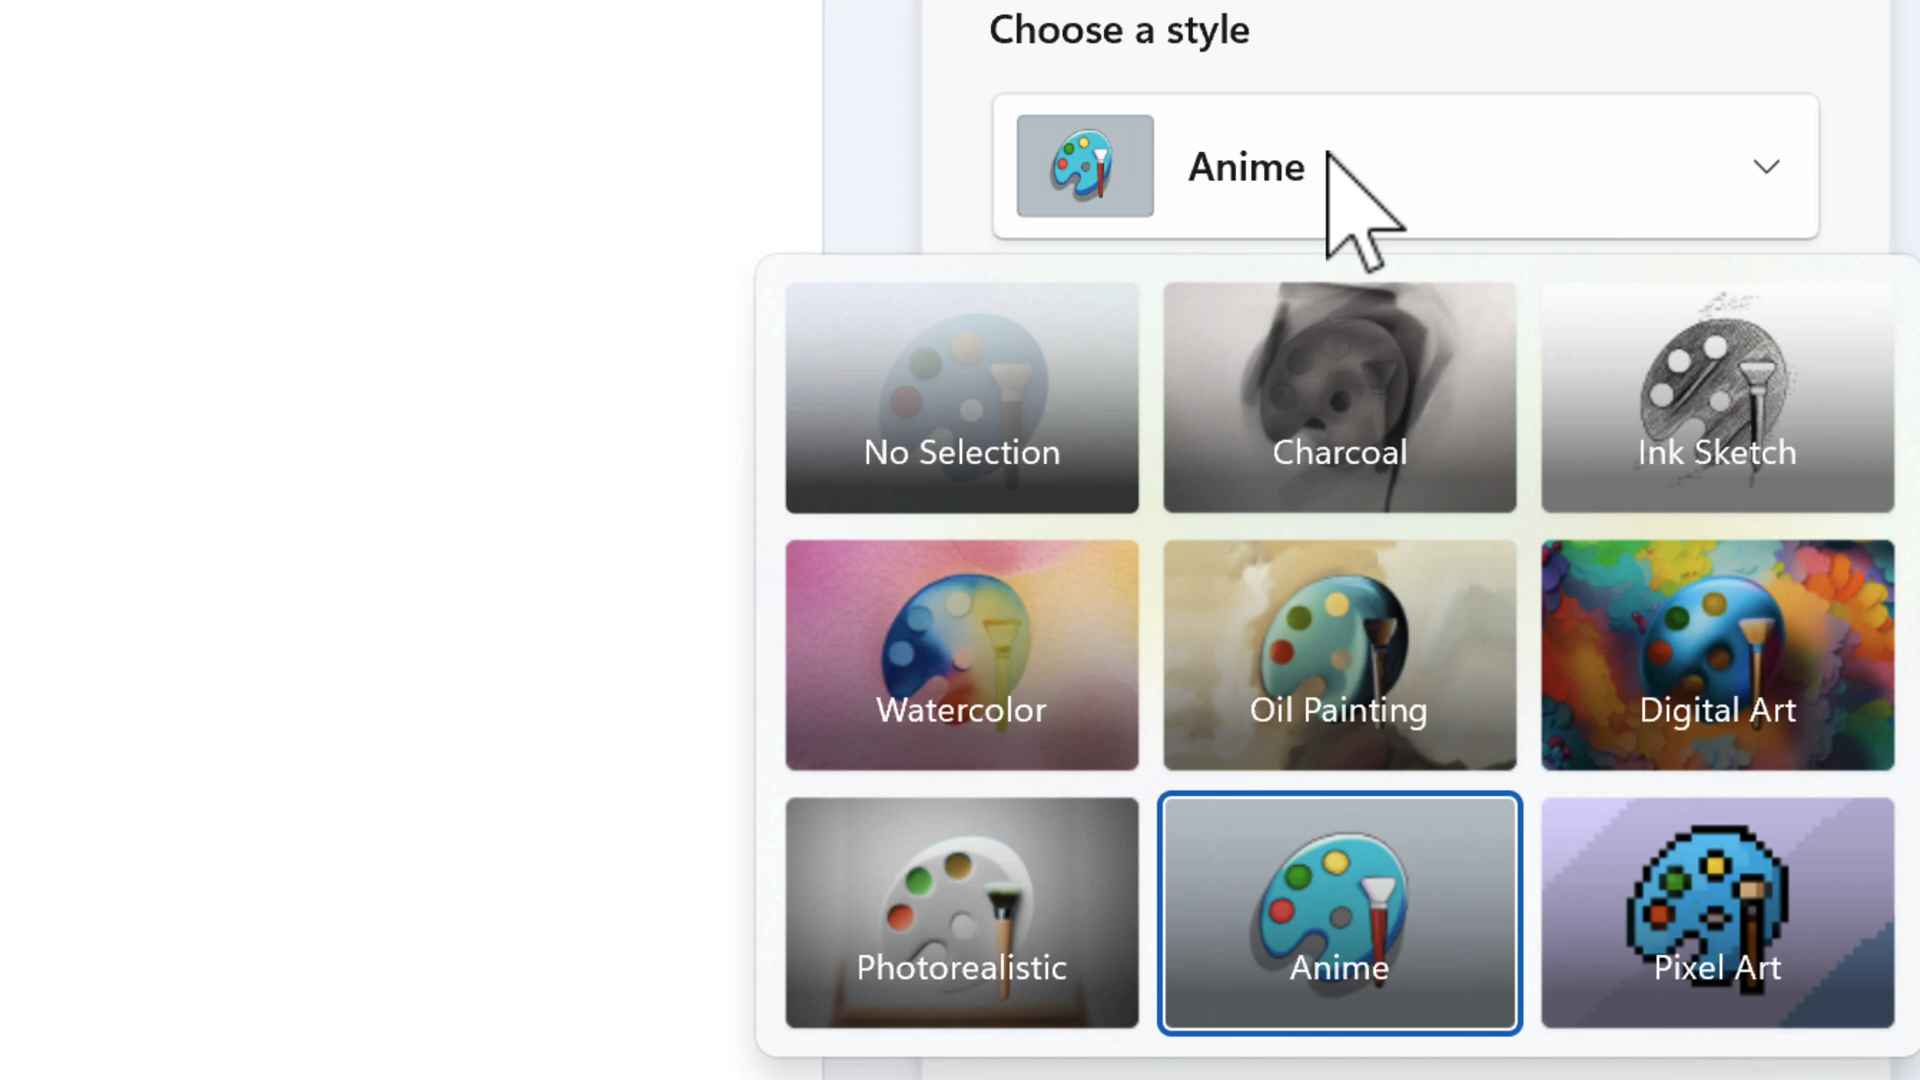 Choose a style
Anime
No Selection
Charcoal
Ink Sketch
Watercolor
Oil Painting
Digital Art
Photorealistic
Anime
Pixel Art